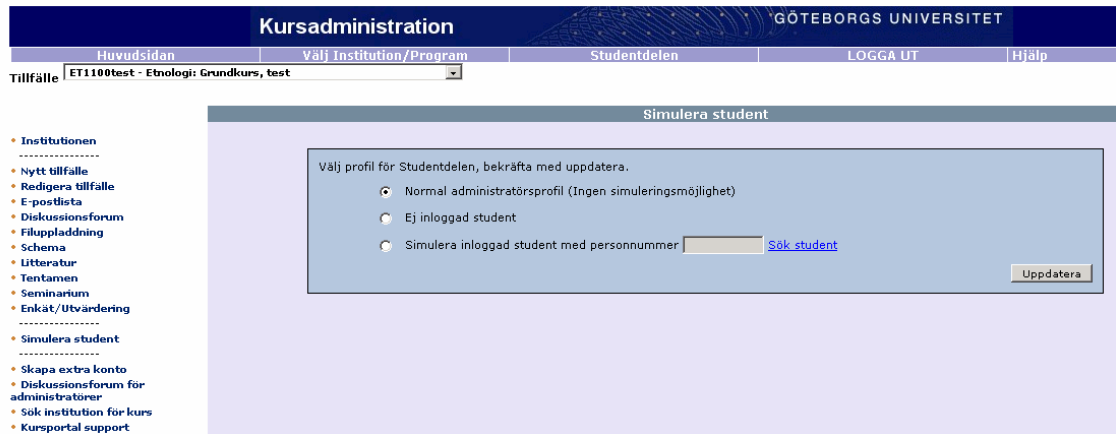 Kursadministration
GÖTEBORGS UNIVERSITET
Huvudsidan
Välj Institution/Program
Studentdelen
LOGGA UT
Hjälp
Tillfälle
ET1100test - Etnologi: Grundkurs, test
Simulera student
• Institutionen
---------------
• Nytt tillfälle
• Redigera tillfälle
• E-postlista
• Diskussionsforum
• Filuppladdning
• Schema
• Litteratur
• Tentamen
• Seminarium
• Enkät/Utvärdering
---------------
• Simulera student
---------------
• Skapa extra konto
• Diskussionsforum för
administratörer
• Sök institution för kurs
• Kursportal support
Välj profil för Studentdelen, bekräfta med uppdatera.
Normal administratörsprofil (Ingen simuleringsmöjlighet)
Ej inloggad student
Simulera inloggad student med personnummer
Sök student
Uppdatera